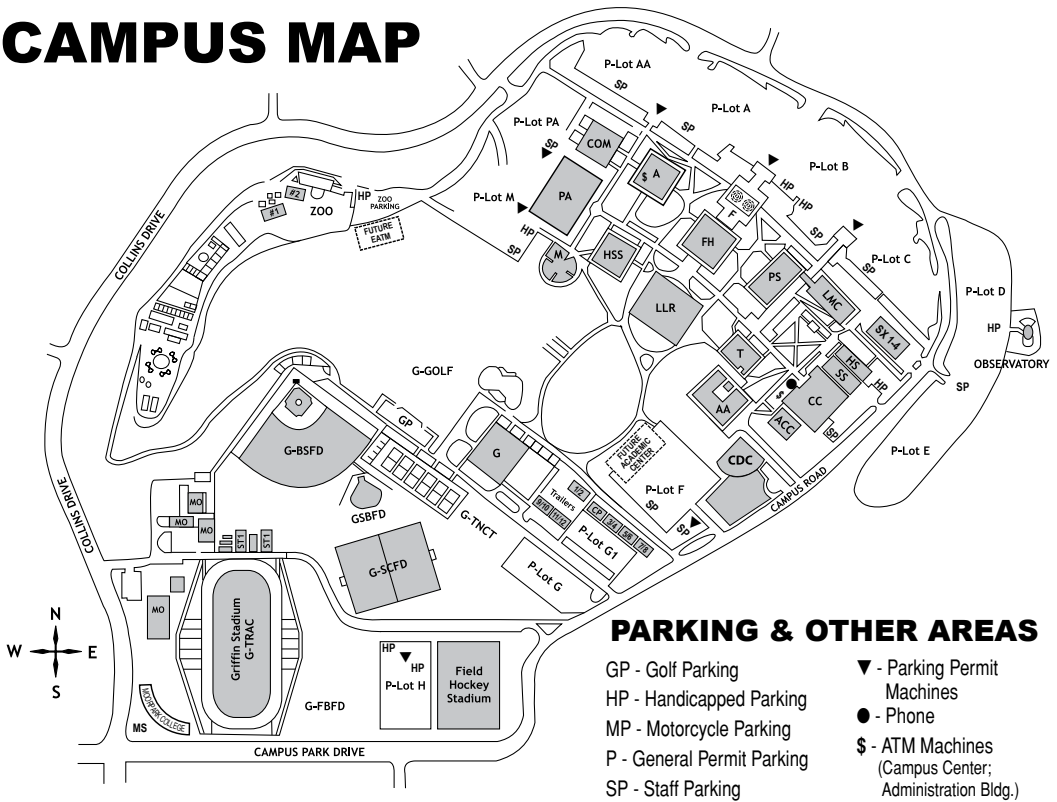 CAMPUS MAP
P-Lot AA
SP
P-Lot A
SP
P-Lot PA
SP
COM
$ A
P-Lot B
HP
HP
F
SP
P-Lot M
PA
HP
SP
M
HSS
FH
PS
P-Lot C
SP
LMC
P-Lot D
HP
OBSERVATORY
SP
#2
#1
ZOO
HP
ZOO
PARKING
FUTURE
EATM
COLLINS DRIVE
LLR
SX 1-4
T
HS
SS
HP
$
CC
AA
ACC
SP
G-GOLF
GP
G-BSFD
G
FUTURE
ACADEMIC
CENTER
CDC
P-Lot E
CAMPUS ROAD
P-Lot F
SP
SP
GSBFD
G-TNCT
Trailers
1/2
9/10
11/12
CP
3/4
5/6
7/8
P-Lot G1
P-Lot G
COLLINS DRIVE
MO
MO
MO
ST 1
ST 1
G-SCFD
MO
Griffin Stadium
G-TRAC
N
W
E
S
HP
HP
P-Lot H
Field
Hockey
Stadium
G-FBFD
MOORPARK COLLEGE
MS
CAMPUS PARK DRIVE
PARKING & OTHER AREAS
GP - Golf Parking
HP - Handicapped Parking
MP - Motorcycle Parking
P - General Permit Parking
SP - Staff Parking
▼ - Parking Permit
Machines
● - Phone
$ - ATM Machines
(Campus Center;
Administration Bldg.)